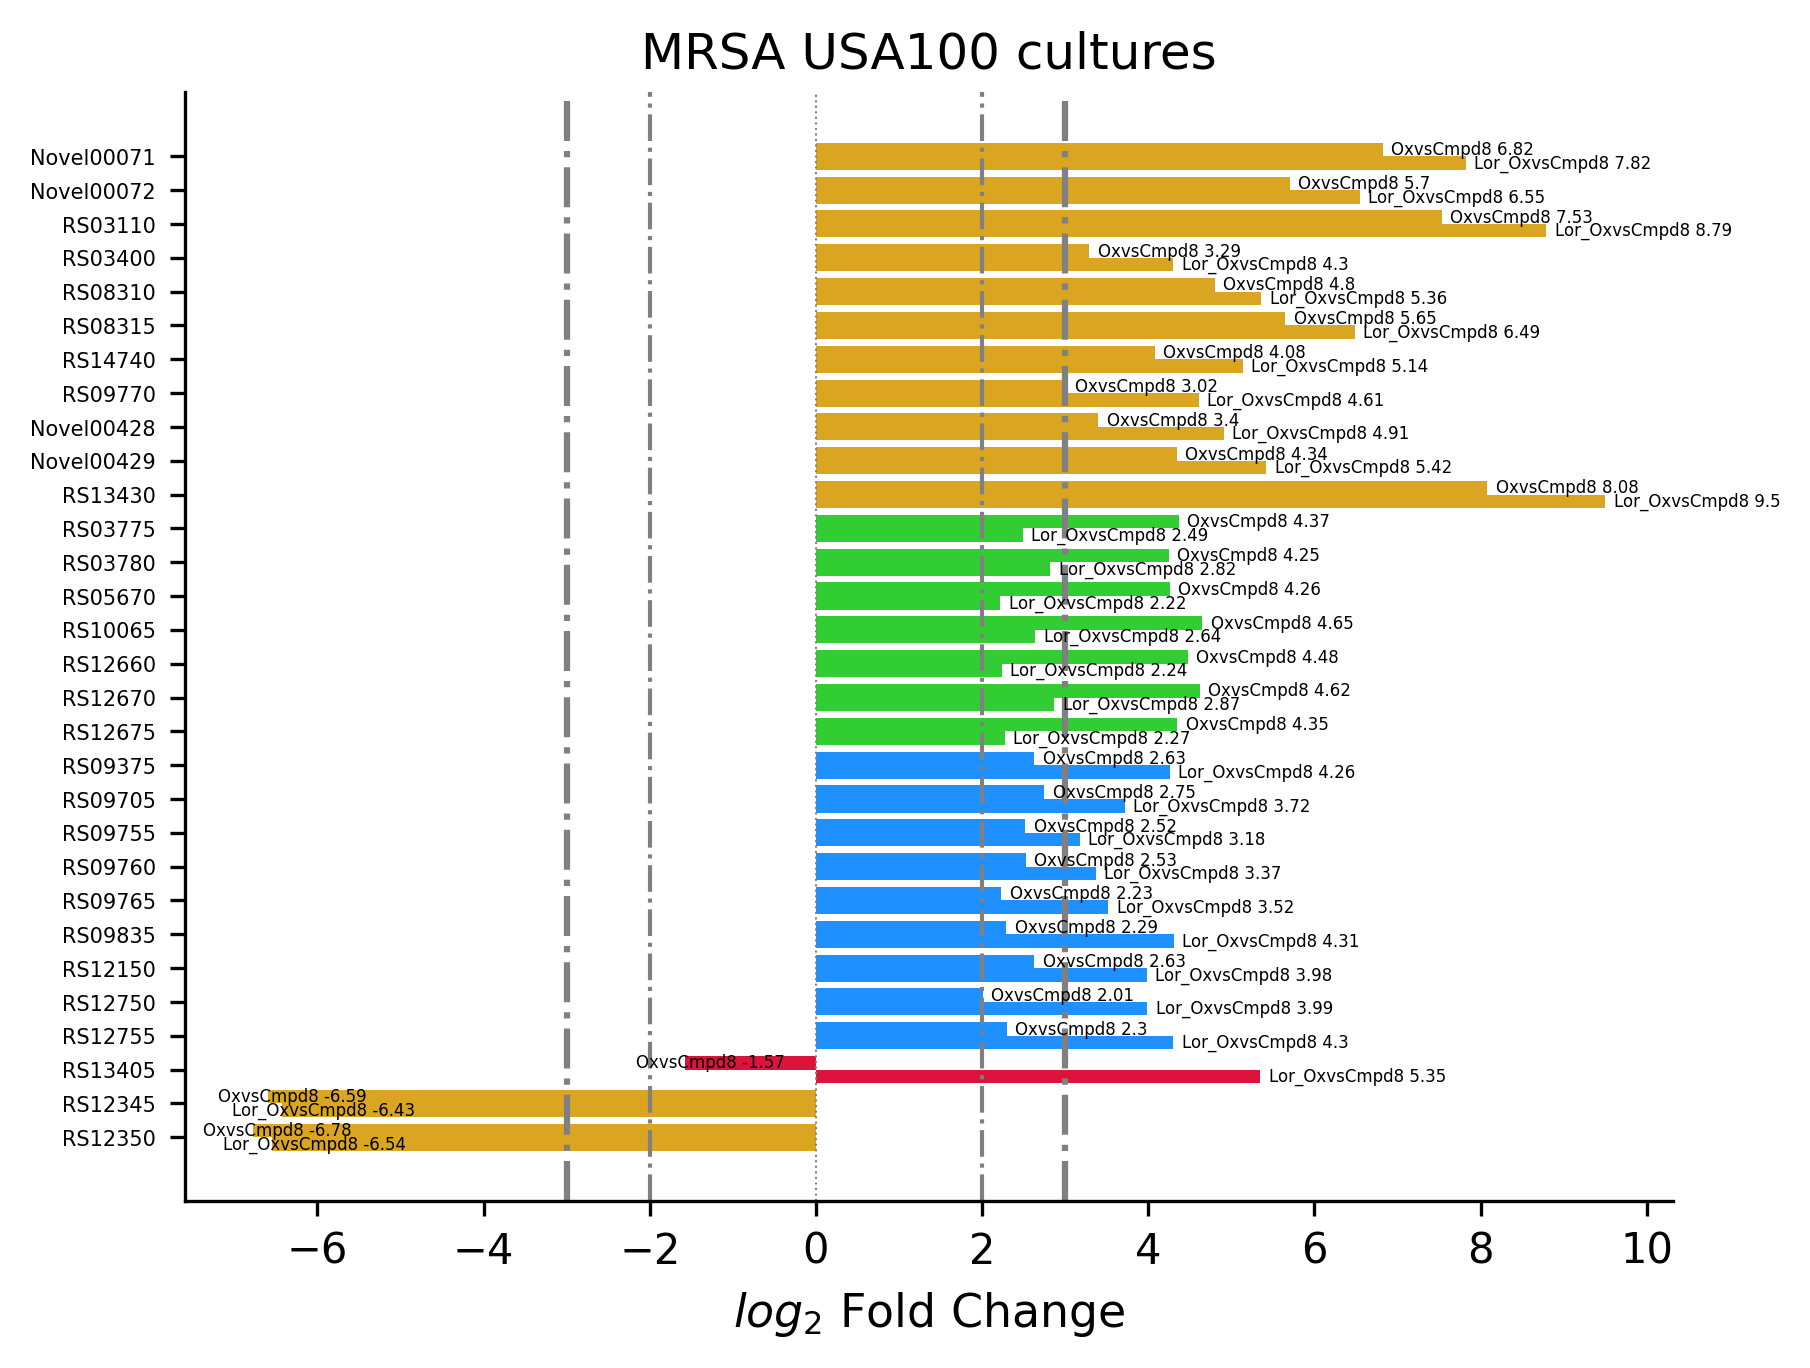 MRSA USA100 cultures
Novel00071
OxvsCmpd8 6.82
Lor_OxvsCmpd8 7.82
Novel00072
OxvsCmpd8 5.7
Lor_OxvsCmpd8 6.55
RS03110
OxvsCmpd8 7.53
Lor_OxvsCmpd8 8.79
RS03400
OxvsCmpd8 3.29
Lor_OxvsCmpd8 4.3
RS08310
OxvsCmpd8 4.8
Lor_OxvsCmpd8 5.36
RS08315
OxvsCmpd8 5.65
Lor_OxvsCmpd8 6.49
RS14740
OxvsCmpd8 4.08
Lor_OxvsCmpd8 5.14
RS09770
OxvsCmpd8 3.02
Lor_OxvsCmpd8 4.61
Novel00428
OxvsCmpd8 3.4
Lor_OxvsCmpd8 4.91
Novel00429
OxvsCmpd8 4.34
Lor_OxvsCmpd8 5.42
RS13430
OxvsCmpd8 8.08
Lor_OxvsCmpd8 9.5
RS03775
OxvsCmpd8 4.37
Lor_OxvsCmpd8 2.49
RS03780
OxvsCmpd8 4.25
Lor_OxvsCmpd8 2.82
RS05670
OxvsCmpd8 4.26
Lor_OxvsCmpd8 2.22
RS10065
OxvsCmpd8 4.65
Lor_OxvsCmpd8 2.64
RS12660
OxvsCmpd8 4.48
Lor_OxvsCmpd8 2.24
RS12670
OxvsCmpd8 4.62
Lor_OxvsCmpd8 2.87
RS12675
OxvsCmpd8 4.35
Lor_OxvsCmpd8 2.27
RS09375
OxvsCmpd8 2.63
Lor_OxvsCmpd8 4.26
RS09705
OxvsCmpd8 2.75
Lor_OxvsCmpd8 3.72
RS09755
OxvsCmpd8 2.52
Lor_OxvsCmpd8 3.18
RS09760
OxvsCmpd8 2.53
Lor_OxvsCmpd8 3.37
RS09765
OxvsCmpd8 2.23
Lor_OxvsCmpd8 3.52
RS09835
OxvsCmpd8 2.29
Lor_OxvsCmpd8 4.31
RS12150
OxvsCmpd8 2.63
Lor_OxvsCmpd8 3.98
RS12750
OxvsCmpd8 2.01
Lor_OxvsCmpd8 3.99
RS12755
OxvsCmpd8 2.3
Lor_OxvsCmpd8 4.3
RS13405
OxvsCmpd8 -1.57
Lor_OxvsCmpd8 5.35
RS12345
OxvsCmpd8 -6.59
Lor_OxvsCmpd8 -6.43
RS12350
OxvsCmpd8 -6.78
Lor_OxvsCmpd8 -6.54
−6 −4 −2 0 2 4 6 8 10
log₂ Fold Change